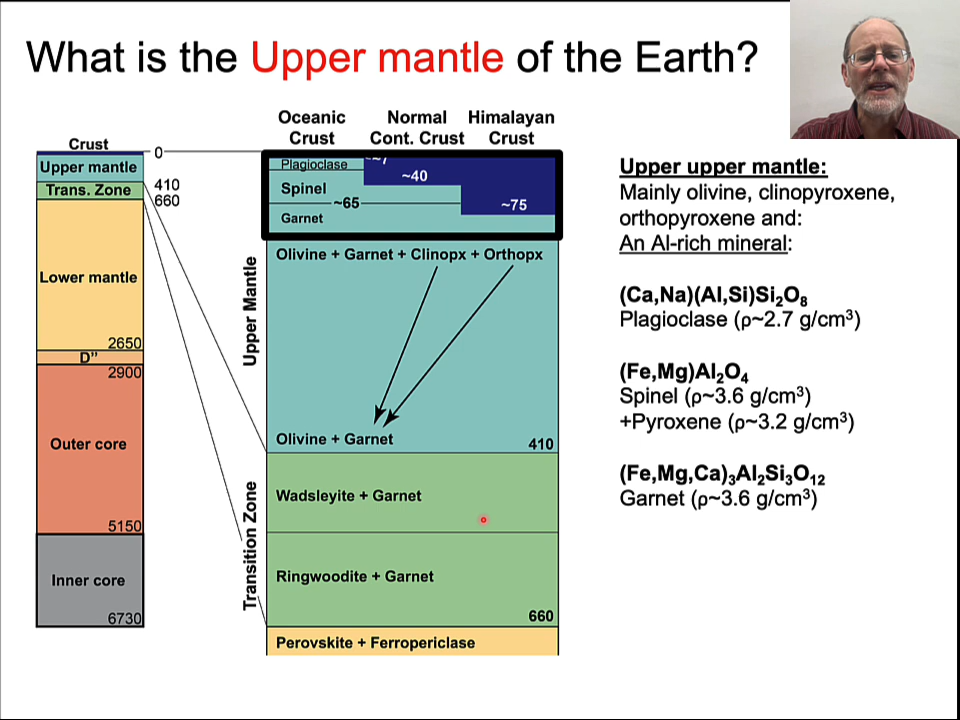 What is the Upper mantle of the Earth?
Oceanic Crust
Normal Cont. Crust
Himalayan Crust
Crust
0
Upper mantle
410
Trans. Zone
660
Lower mantle
2650
D”
2900
Outer core
5150
Inner core
6730
Plagioclase
~7
~40
Spinel
~65
~75
Garnet
Upper Mantle
Olivine + Garnet + Clinopx + Orthopx
Olivine + Garnet
410
Transition Zone
Wadsleyite + Garnet
Ringwoodite + Garnet
660
Perovskite + Ferropericlase
Upper upper mantle:
Mainly olivine, clinopyroxene,
orthopyroxene and:
An Al-rich mineral:
(Ca,Na)(Al,Si)Si₂O₈
Plagioclase (ρ~2.7 g/cm³)
(Fe,Mg)Al₂O₄
Spinel (ρ~3.6 g/cm³)
+Pyroxene (ρ~3.2 g/cm³)
(Fe,Mg,Ca)₃Al₂Si₃O₁₂
Garnet (ρ~3.6 g/cm³)